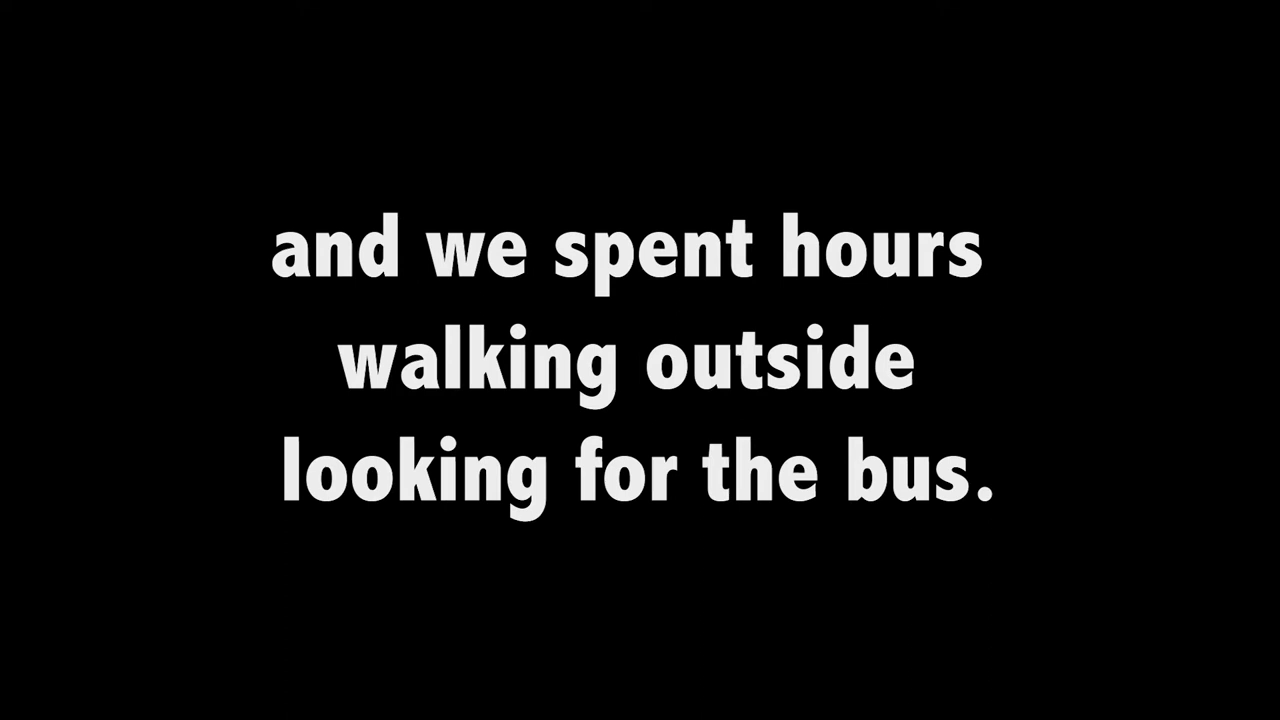 and we spent hours
walking outside
looking for the bus.